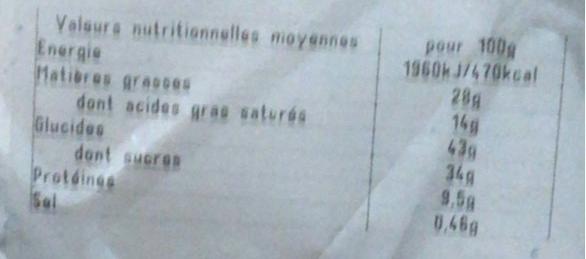 Valeurs nutritionnelles moyennes pour 100g
Energie 1960kJ/470kcal
Matières grasses 28g
dont acides gras saturés 14g
Glucides 43g
dont sucres 34g
Protéines 9,5g
Sel 0,46g